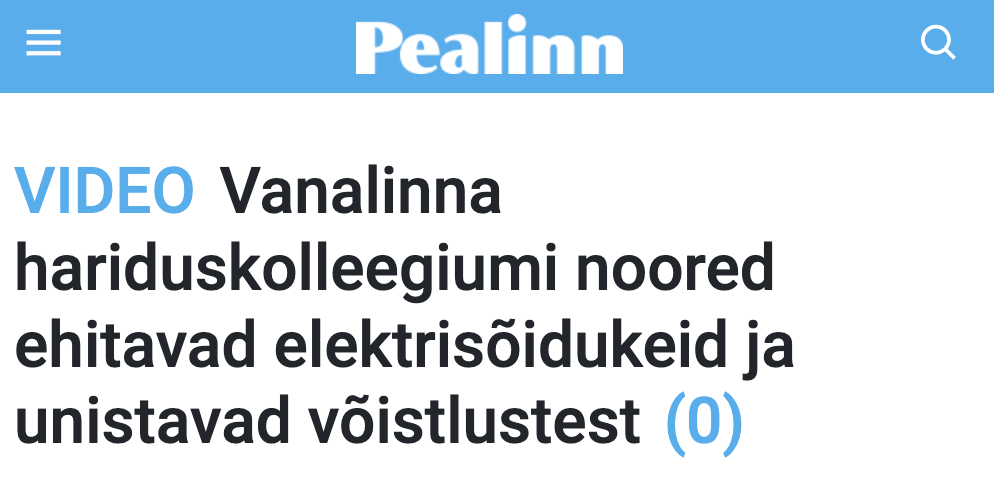 Pealinn
VIDEO Vanalinna
hariduskolleegiumi noored
ehitavad elektrisõidukeid ja
unistavad võistlustest (0)